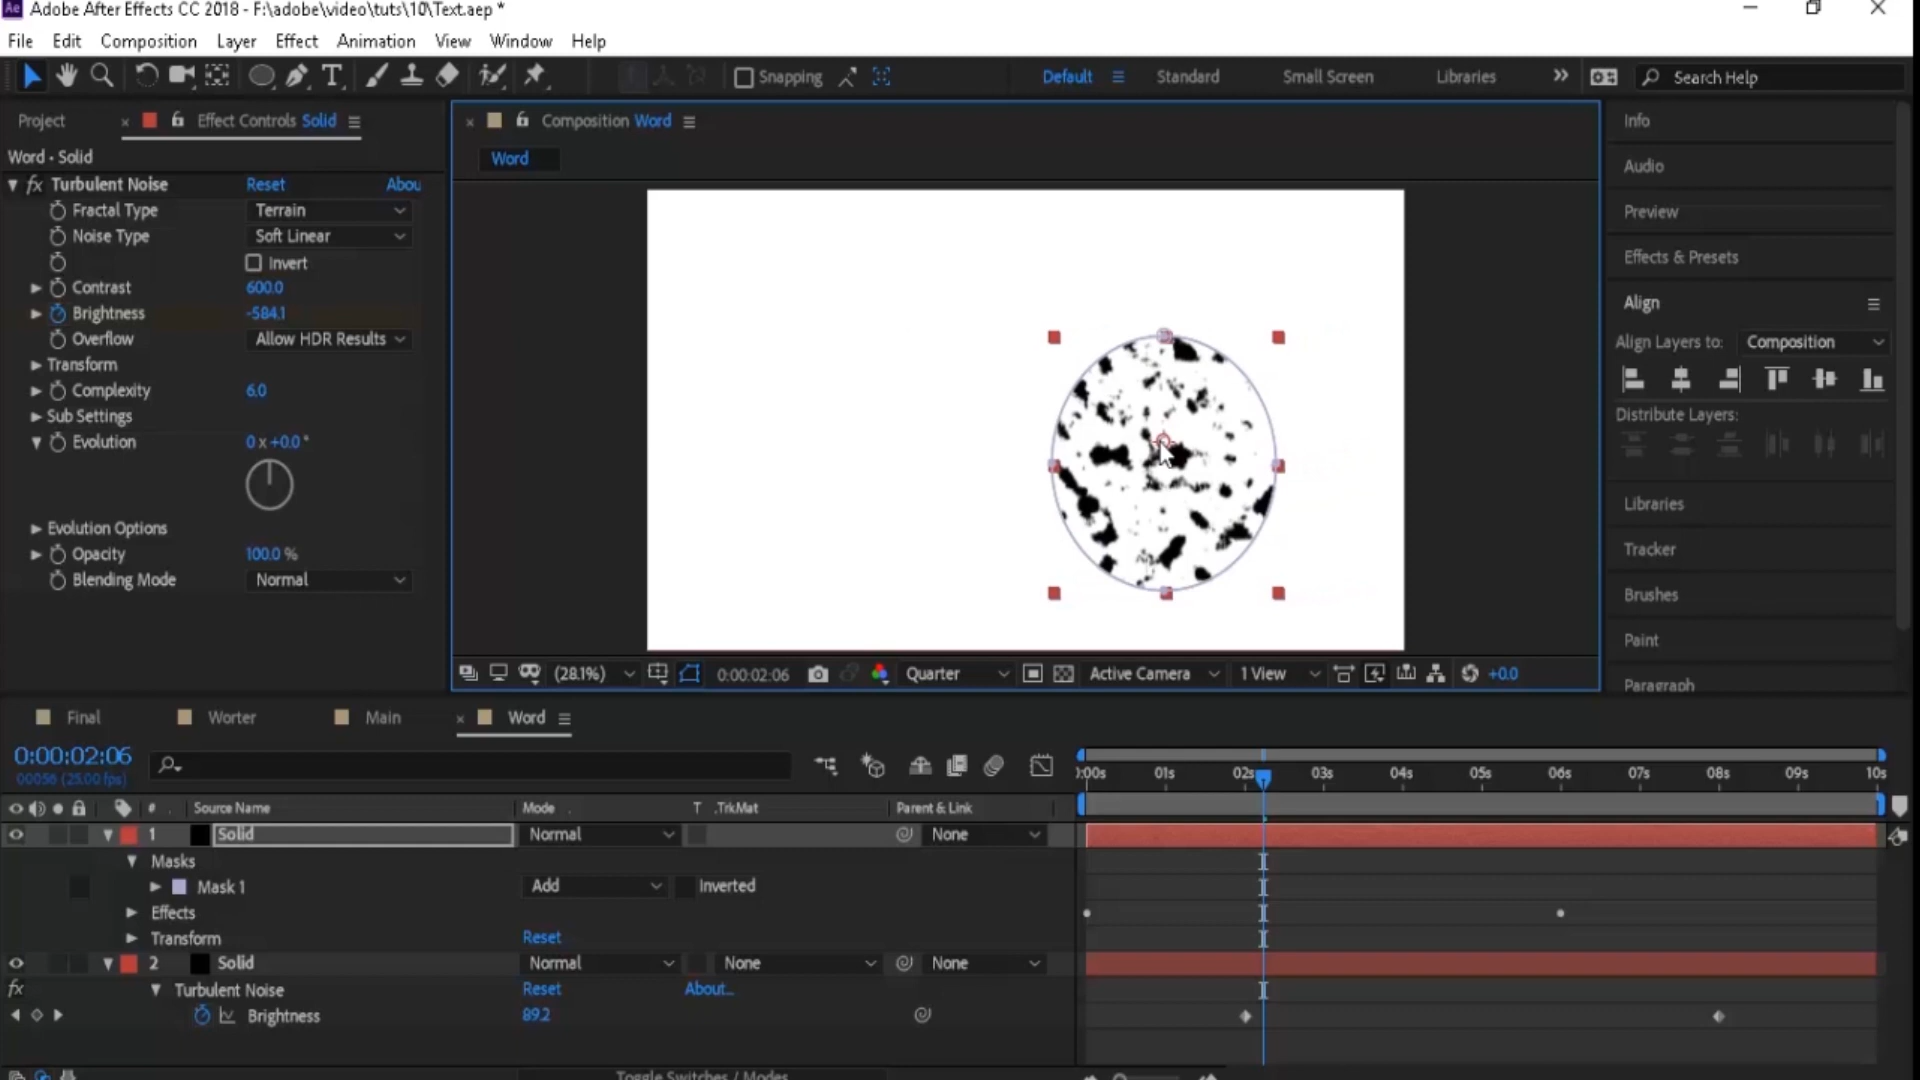 Ae Adobe After Effects CC 2018 - F:\adobe\video\tuts\10\Text.aep *
File Edit Composition Layer Effect Animation View Window Help
Snapping Default Standard Small Screen Libraries Search Help
Project Effect Controls Solid Composition Word Info
Word • Solid Word
Turbulent Noise Reset Abou
Fractal Type Terrain
Noise Type Soft Linear
Invert
Contrast 600.0
Brightness -584.1
Overflow Allow HDR Results
Transform
Complexity 6.0
Sub Settings
Evolution 0 x +0.0 °
Evolution Options
Opacity 100.0 %
Blending Mode Normal
Audio
Preview
Effects & Presets
Align
Align Layers to: Composition
Distribute Layers:
Libraries
Tracker
Brushes
Paint
Paragraph
(28.1%) 0:00:02:06 Quarter Active Camera 1 View +0.0
Final Worter Main Word
0:00:02:06
00056 (25.00 fps)
0:00s 01s 02s 03s 04s 05s 06s 07s 08s 09s 10s
# Source Name Mode T .TrkMat Parent & Link
1 Solid Normal None
Masks
Mask 1 Add Inverted
Effects
Transform Reset
2 Solid Normal None None
fx Turbulent Noise Reset About...
Brightness 89.2
Toggle Switches / Modes